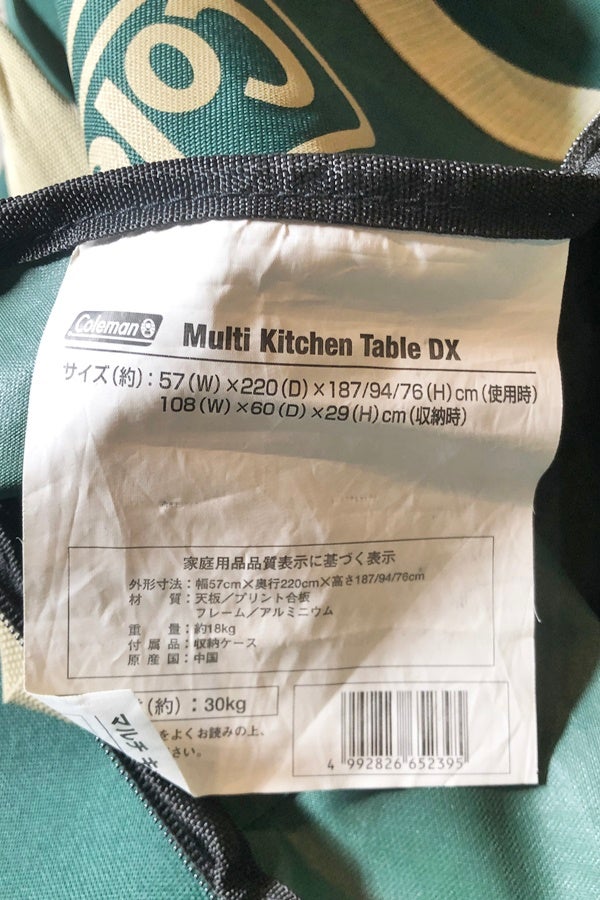 Col
Coleman
Multi Kitchen Table DX
サイズ(約)：57(W)×220(D)×187/94/76(H)cm(使用時)
108(W)×60(D)×29(H)cm(収納時)
家庭用品品質表示に基づく表示
外形寸法：幅57cm×奥行220cm×高さ187/94/76cm
材　　質：天板／プリント合板
フレーム／アルミニウム
重　　量：約18kg
付 属 品：収納ケース
原 産 国：中国
(約)：30kg
をよくお読みの上、
さい。
マルチ
4 992826 652395